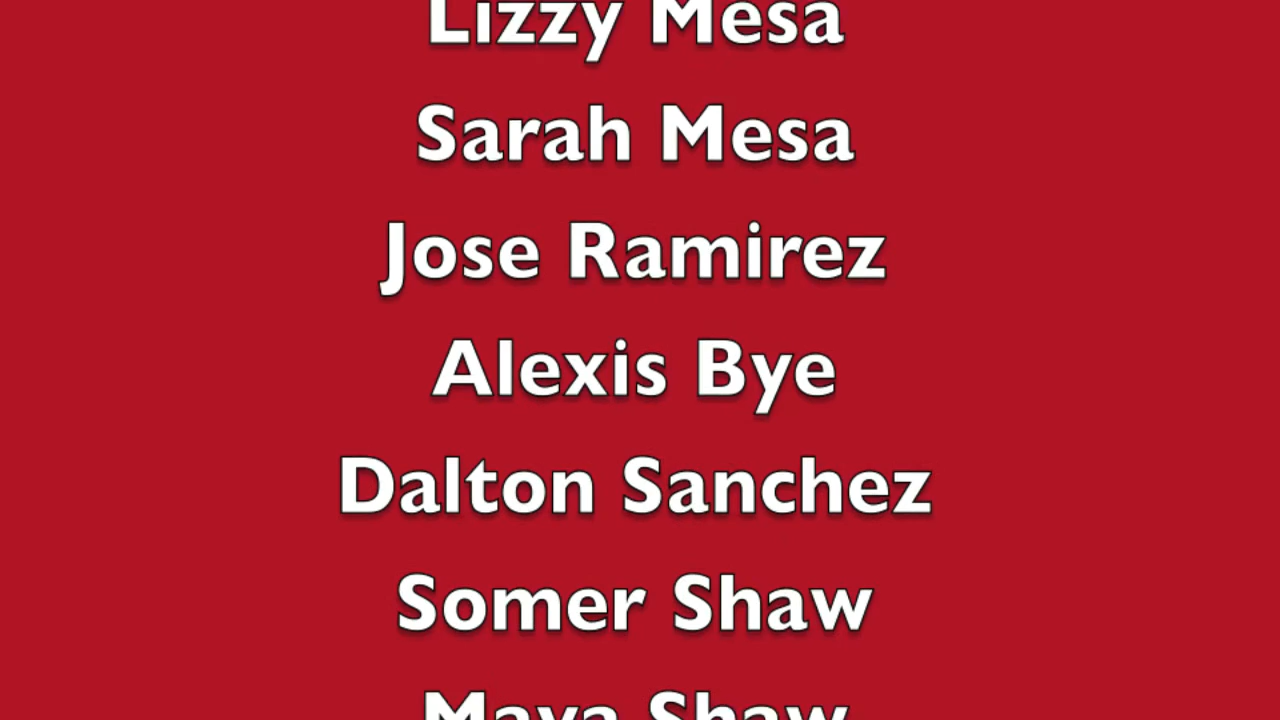 Lizzy Mesa
Sarah Mesa
Jose Ramirez
Alexis Bye
Dalton Sanchez
Somer Shaw
Maya Shaw